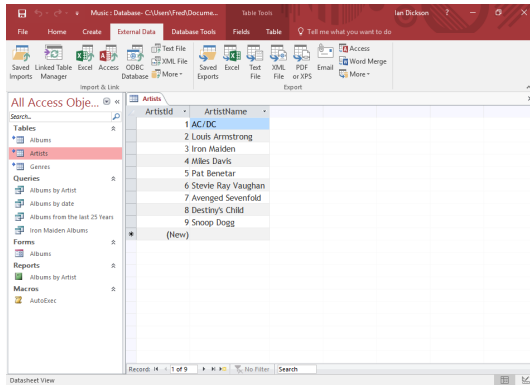 Music : Database- C:\Users\Fred\Docume...
Table Tools
Ian Dickson
?
File
Home
Create
External Data
Database Tools
Fields
Table
Tell me what you want to do
Saved Imports
Linked Table Manager
Excel
Access
ODBC Database
Text File
XML File
More
Saved Exports
Excel
Text File
XML File
PDF or XPS
Email
Access
Word Merge
More
Import & Link
Export
All Access Obje...
Search...
Tables
Albums
Artists
Genres
Queries
Albums by Artist
Albums by date
Albums from the last 25 Years
Iron Maiden Albums
Forms
Albums
Reports
Albums by Artist
Macros
AutoExec
Artists
ArtistId ArtistName
1 AC/DC
2 Louis Armstrong
3 Iron Maiden
4 Miles Davis
5 Pat Benetar
6 Stevie Ray Vaughan
7 Avenged Sevenfold
8 Destiny's Child
9 Snoop Dogg
(New)
Record: 1 of 9 No Filter Search
Datasheet View